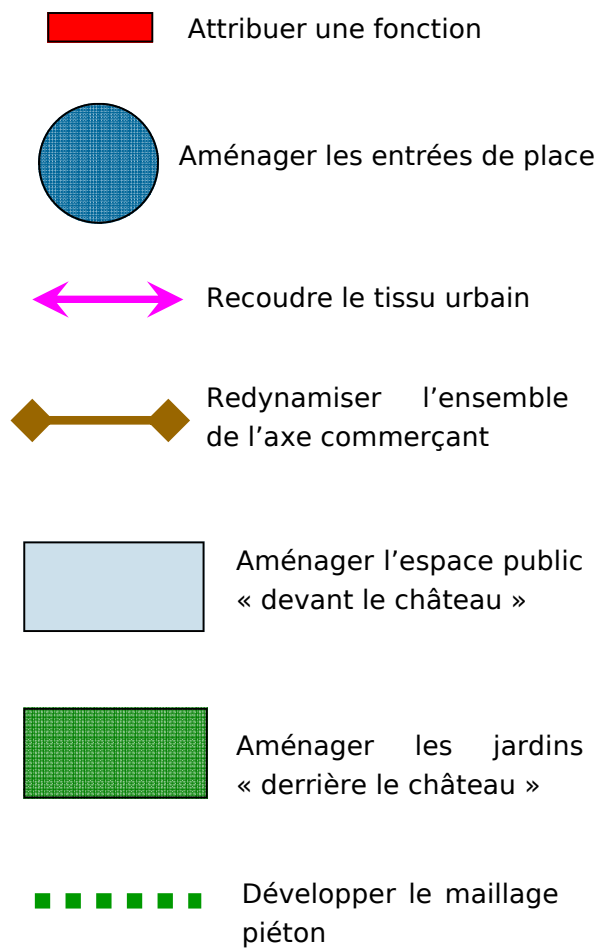 Attribuer une fonction
Aménager les entrées de place
Recoudre le tissu urbain
Redynamiser l’ensemble
de l’axe commerçant
Aménager l’espace public
« devant le château »
Aménager les jardins
« derrière le château »
Développer le maillage
piéton